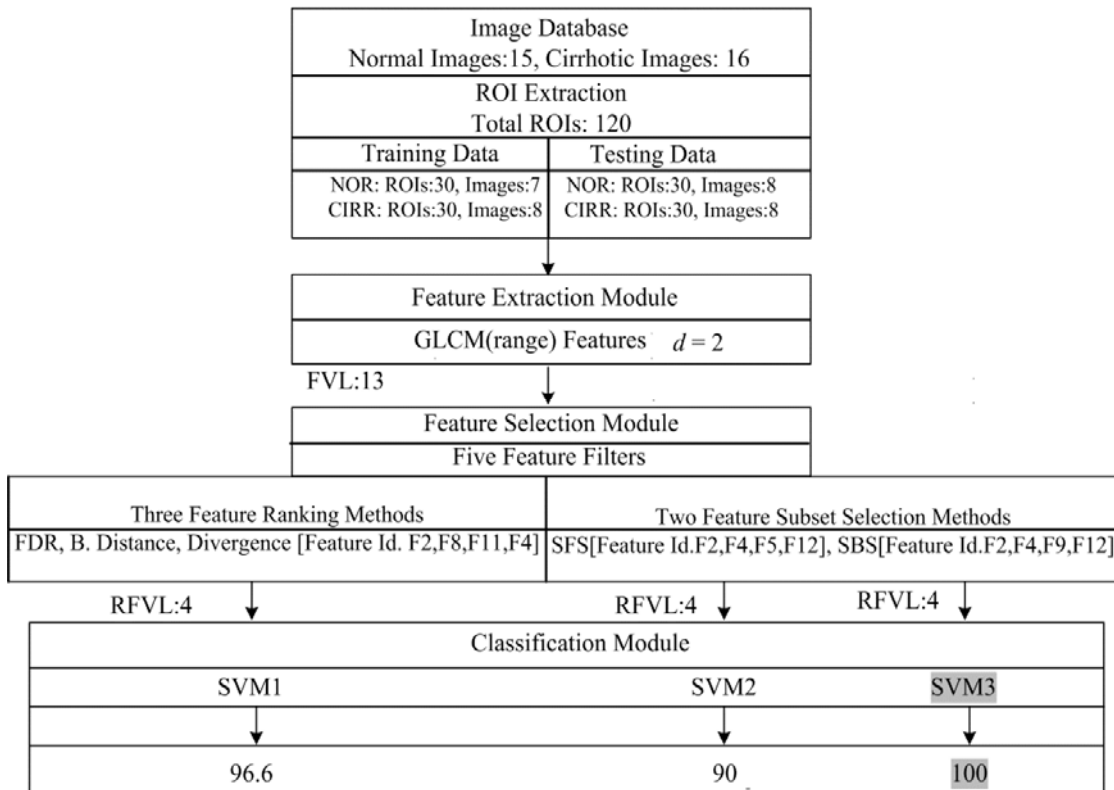 Image Database
Normal Images:15, Cirrhotic Images: 16
ROI Extraction
Total ROIs: 120
Training Data
Testing Data
NOR: ROIs:30, Images:7
CIRR: ROIs:30, Images:8
NOR: ROIs:30, Images:8
CIRR: ROIs:30, Images:8
Feature Extraction Module
GLCM(range) Features d = 2
FVL:13
Feature Selection Module
Five Feature Filters
Three Feature Ranking Methods
FDR, B. Distance, Divergence [Feature Id. F2,F8,F11,F4]
Two Feature Subset Selection Methods
SFS[Feature Id.F2,F4,F5,F12], SBS[Feature Id.F2,F4,F9,F12]
RFVL:4
RFVL:4
RFVL:4
Classification Module
SVM1
SVM2
SVM3
96.6
90
100